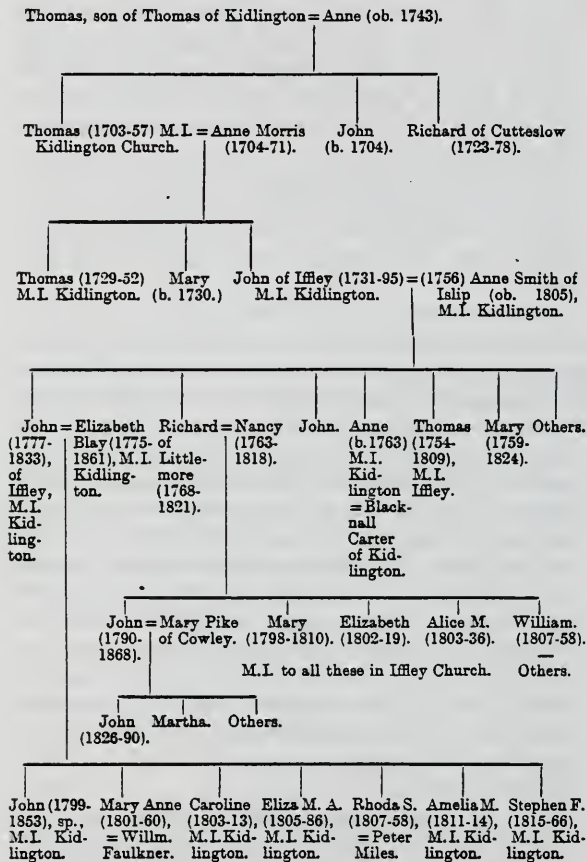 Thomas, son of Thomas of Kidlington = Anne (ob. 1743).
Thomas (1703-57) M.I. = Anne Morris
Kidlington Church. (1704-71).
John
(b. 1704).
Richard of Cutteslow
(1723-78).
Thomas (1729-52)
M.I. Kidlington.
Mary
(b. 1730.)
John of Iffley (1731-95) = (1756) Anne Smith of
M.I. Kidlington.
Islip (ob. 1805),
M.I. Kidlington.
John =
(1777-
1833),
of
Iffley,
M.I.
Kid-
ling-
ton.
Elizabeth
Blay (1775-
1861), M.I.
Kidling-
ton.
Richard =
of
Little-
more
(1768-
1821).
Nancy
(1763-
1818).
John.
Anne
(b. 1763)
M.I.
Kid-
lington
= Black-
nall
Carter
of Kid-
lington.
Thomas
(1754-
1809),
M.I.
Iffley.
Mary
(1759-
1824).
Others.
John = Mary Pike
(1790- of Cowley.
1868).
Mary
(1798-1810).
Elizabeth
(1802-19).
Alice M.
(1803-36).
William.
(1807-58).
—
Others.
M.I. to all these in Iffley Church.
John
(1826-90).
Martha.
Others.
John (1799-
1853), sp.,
M.I. Kid-
lington.
Mary Anne
(1801-60),
= Willm.
Faulkner.
Caroline
(1803-13),
M.I. Kid-
lington.
Eliza M. A.
(1805-86),
M.I. Kid-
lington.
Rhoda S.
(1807-58),
= Peter
Miles.
Amelia M.
(1811-14),
M.I. Kid-
lington.
Stephen F.
(1815-66),
M.I. Kid-
lington.